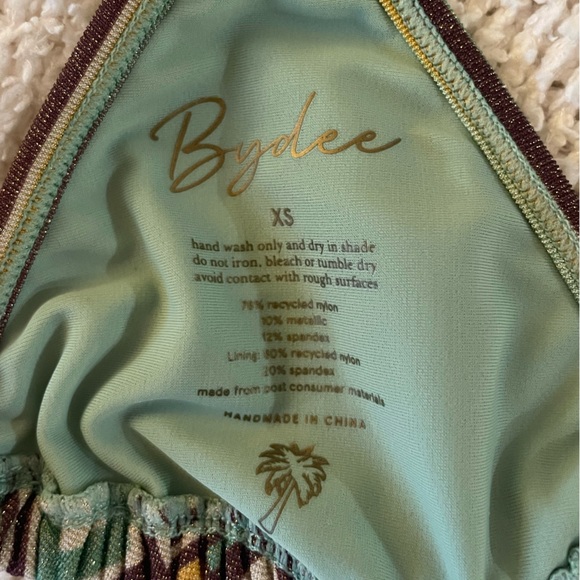 Bydee
XS
hand wash only and dry in shade
do not iron, bleach or tumble dry
avoid contact with rough surfaces
78% recycled nylon
10% metallic
12% spandex
Lining: 80% recycled nylon
20% spandex
made from post consumer materials
HANDMADE IN CHINA